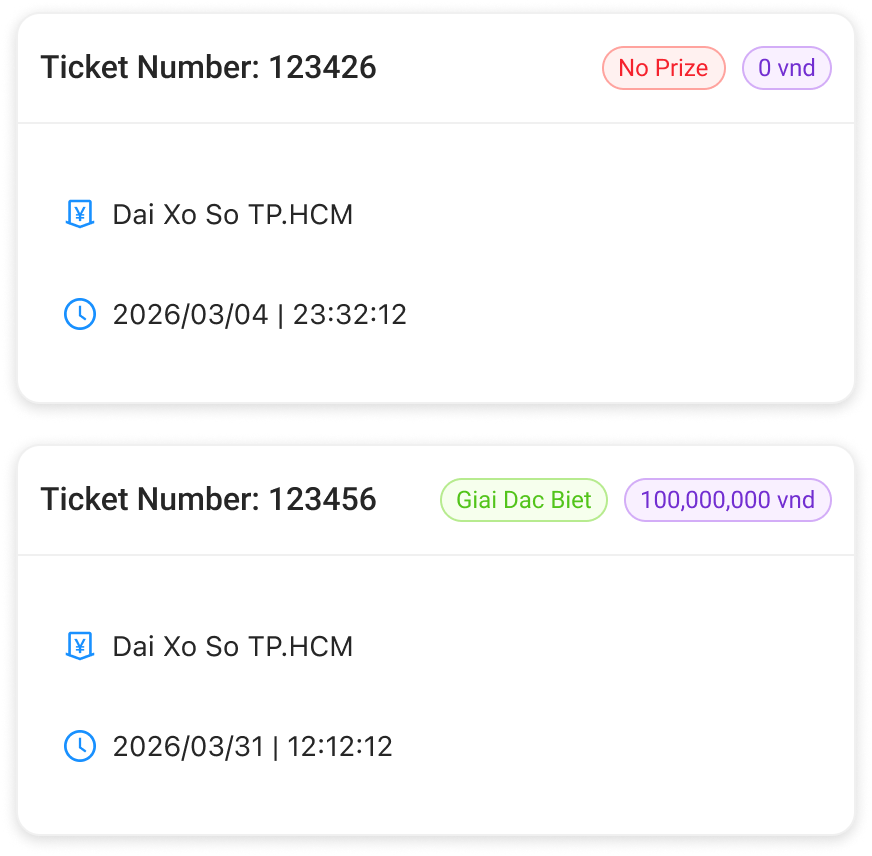 Ticket Number: 123426 No Prize 0 vnd
Dai Xo So TP.HCM
2026/03/04 | 23:32:12
Ticket Number: 123456 Giai Dac Biet 100,000,000 vnd
Dai Xo So TP.HCM
2026/03/31 | 12:12:12